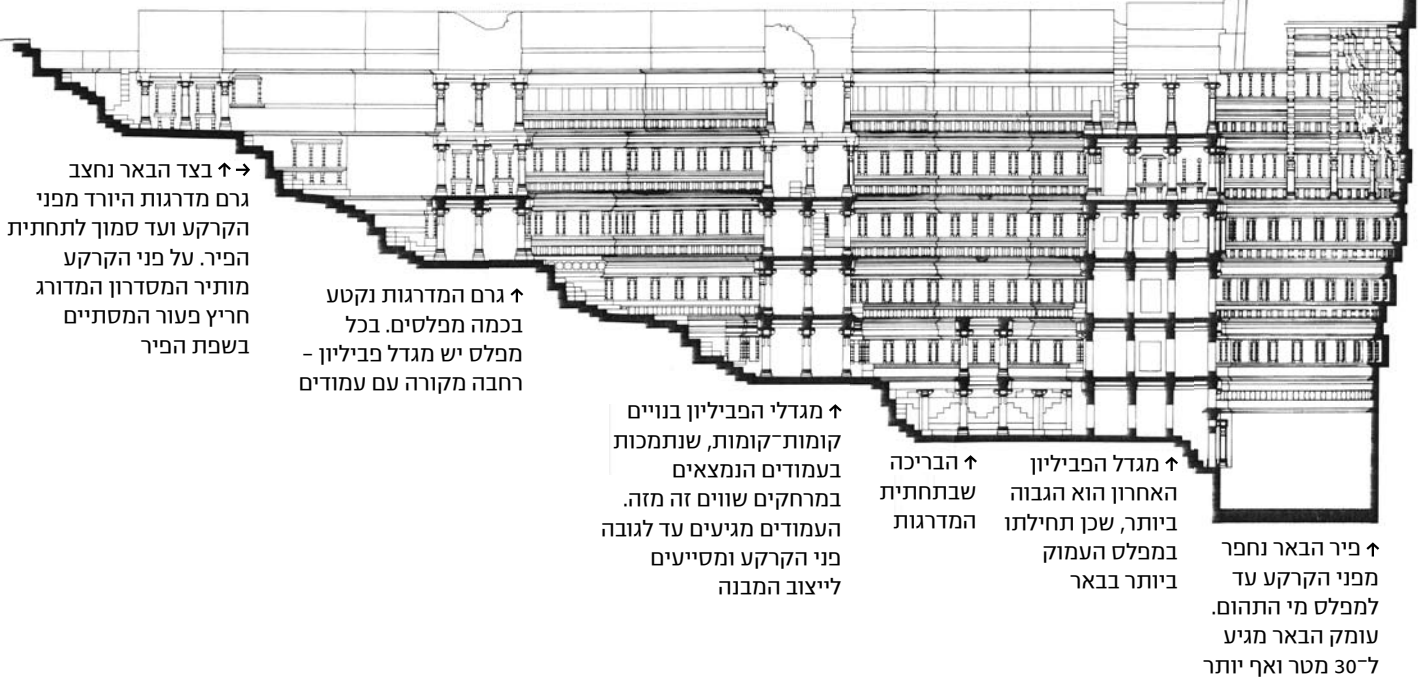 → ↑ בצד הבאר נחצב
גרם מדרגות היורד מפני
הקרקע ועד סמוך לתחתית
הפיר. על פני הקרקע
מותיר המסדרון המדורג
חריץ פעור המסתיים
בשפת הפיר
↑ גרם המדרגות נקטע
בכמה מפלסים. בכל
מפלס יש מגדל פביליון –
רחבה מקורה עם עמודים
↑ מגדלי הפביליון בנויים
קומות־קומות, שנתמכות
בעמודים הנמצאים
במרחקים שווים זה מזה.
העמודים מגיעים עד לגובה
פני הקרקע ומסייעים
לייצוב המבנה
↑ הבריכה
שבתחתית
המדרגות
↑ מגדל הפביליון
האחרון הוא הגבוה
ביותר, שכן תחילתו
במפלס העמוק
ביותר בבאר
↑ פיר הבאר נחפר
מפני הקרקע עד
למפלס מי התהום.
עומק הבאר מגיע
ל־30 מטר ואף יותר